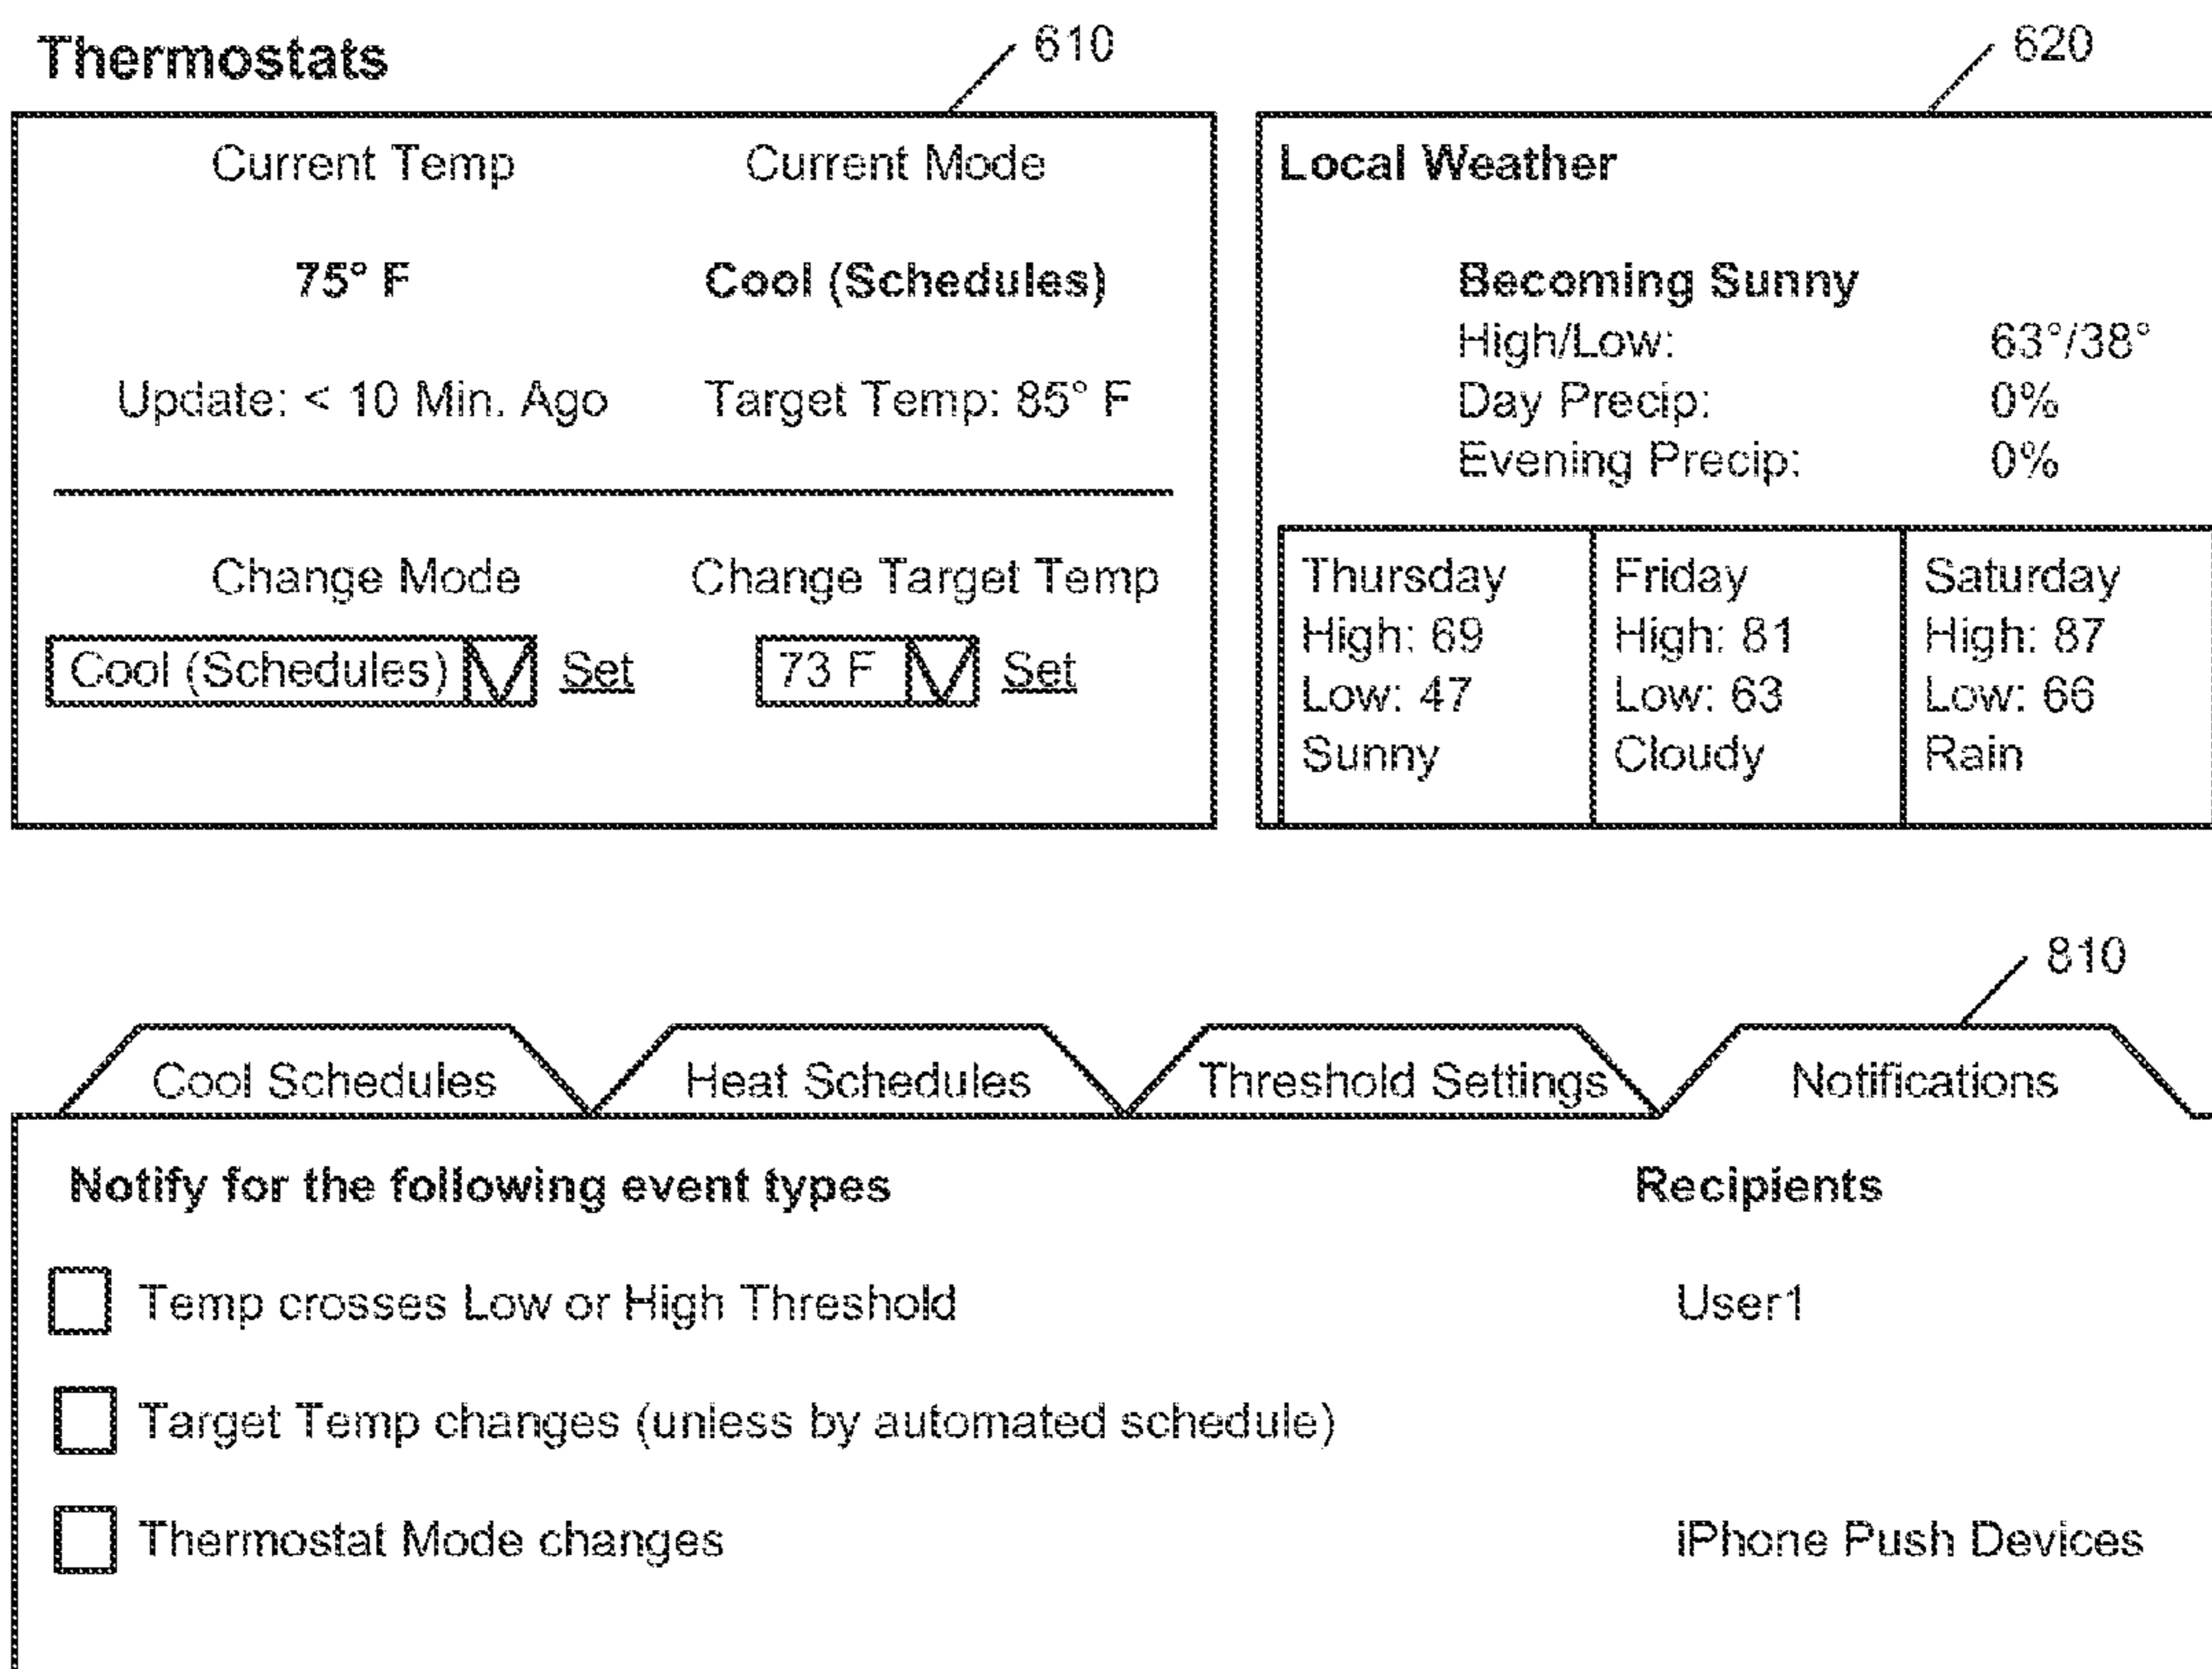 Thermostats
610
620
Current Temp
Current Mode
75° F
Cool (Schedules)
Update: < 10 Min. Ago
Target Temp: 85° F
Change Mode
Change Target Temp
Cool (Schedules) Set
73 F Set
Local Weather
Becoming Sunny
High/Low: 63°/38°
Day Precip: 0%
Evening Precip: 0%
Thursday
High: 69
Low: 47
Sunny
Friday
High: 81
Low: 63
Cloudy
Saturday
High: 87
Low: 66
Rain
810
Cool Schedules
Heat Schedules
Threshold Settings
Notifications
Notify for the following event types
Recipients
Temp crosses Low or High Threshold
User1
Target Temp changes (unless by automated schedule)
Thermostat Mode changes
iPhone Push Devices